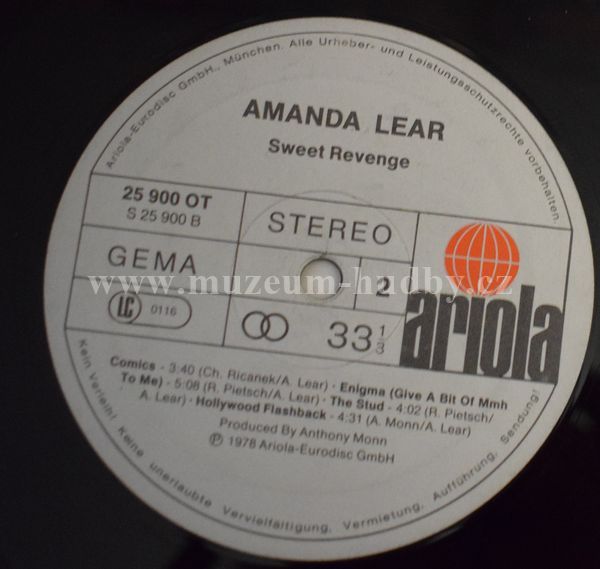 Ariola-Eurodisc GmbH., München. Alle Urheber- und Leistungsschutzrechte vorbehalten.
AMANDA LEAR
Sweet Revenge
25 900 OT
S 25 900 B
STEREO
GEMA
2
LC 0116
33 1/3
ariola
www.muzeum-hudby.cz
Comics - 3:40 (Ch. Ricanek/A. Lear) · Enigma (Give A Bit Of Mmh
To Me) - 5:08 (R. Pietsch/A. Lear) · The Stud - 4:02 (R. Pietsch/
A. Lear) · Hollywood Flashback - 4:31 (A. Monn/A. Lear)
Produced By Anthony Monn
Ⓟ 1978 Ariola-Eurodisc GmbH
Kein Verleih! Keine unerlaubte Vervielfältigung, Vermietung, Aufführung, Sendung!